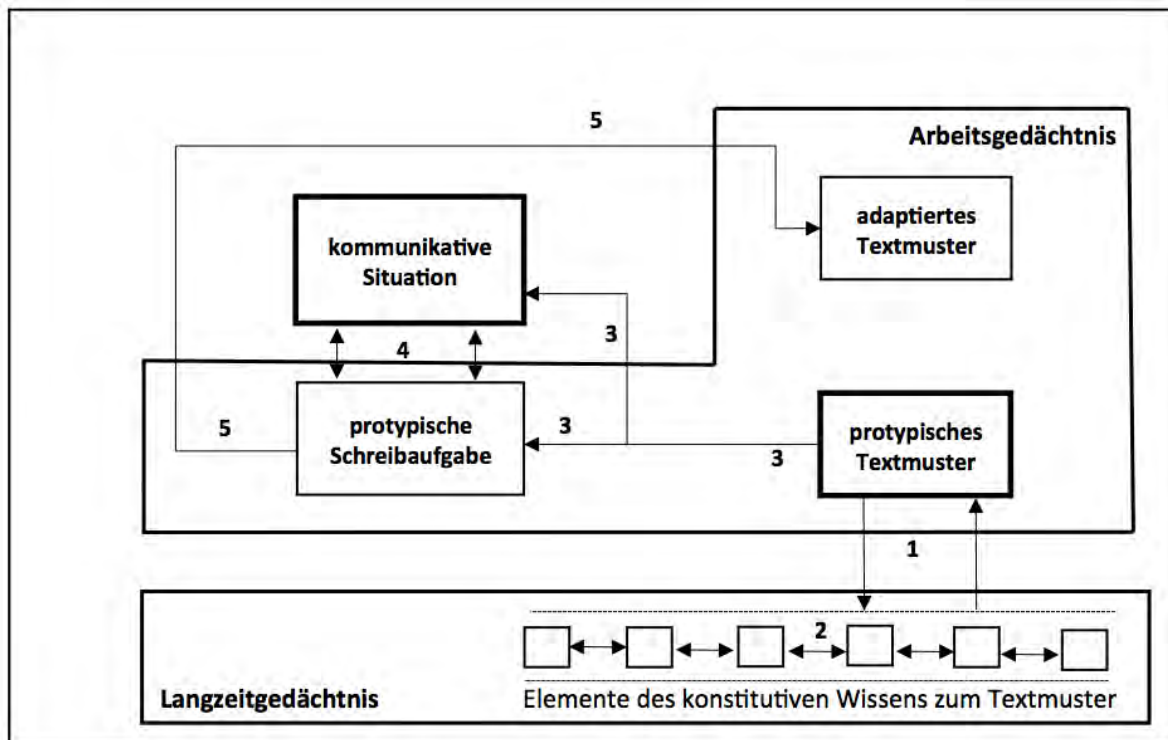 5
Arbeitsgedächtnis
adaptiertes
Textmuster
kommunikative
Situation
3
4
protypische
Schreibaufgabe
5
3
3
protypisches
Textmuster
1
2
Langzeitgedächtnis
Elemente des konstitutiven Wissens zum Textmuster